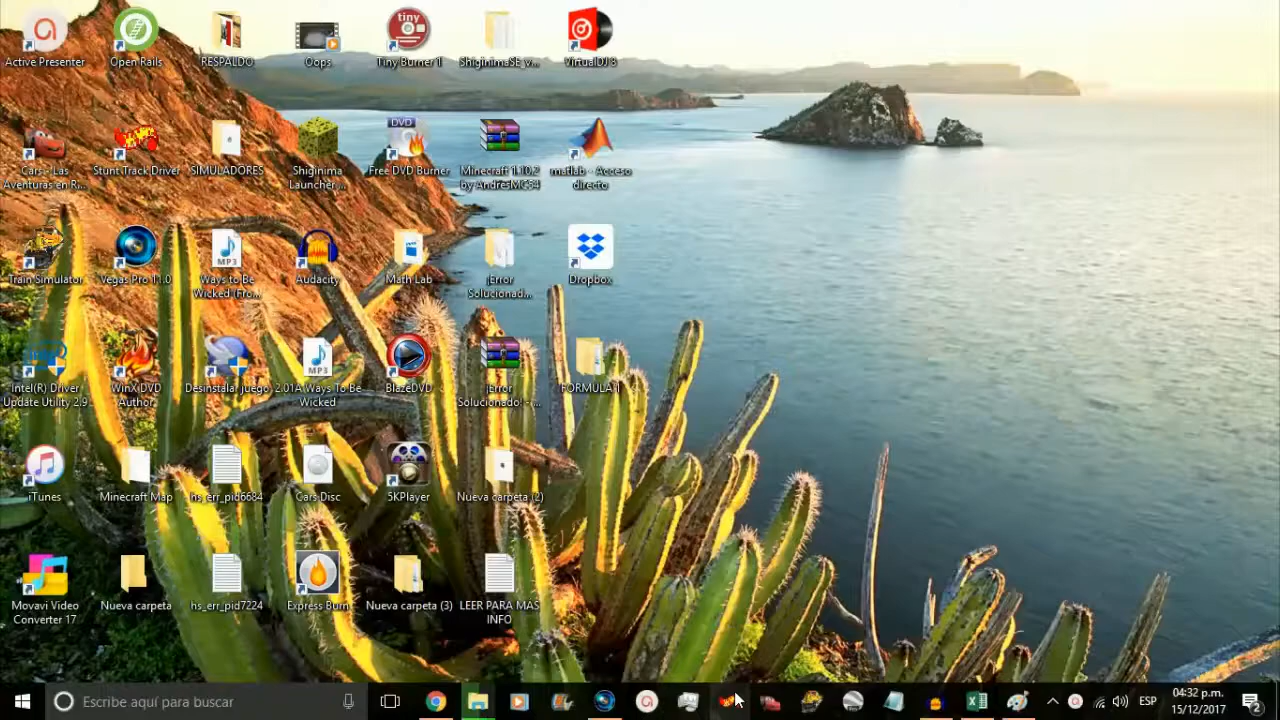 Active Presenter
Open Rails
RESPALDO
Oops
Tiny Burner 1
ShiginimaSE_v...
VirtualDJ 8
Cars - Las
Aventuras en R...
Stunt Track Driver
SIMULADORES
Shiginima
Launcher ...
DVD
Free DVD Burner
Minecraft 1.10.2
by AndresMC54
matlab - Acceso
directo
Train Simulator
Vegas Pro 11.0
MP3
Ways to Be
Wicked (Fro...
Audacity
Math Lab
¡Error
Solucionad...
Dropbox
Intel(R) Driver
Update Utility 2.9
WinX DVD
Author
Desinstalar juego
MP3
2.01A Ways To Be
Wicked
BlazeDVD
¡Error
Solucionado! -...
FORMULA 1
iTunes
Minecraft Map
hs_err_pid6684
Cars Disc
5KPlayer
Nueva carpeta (2)
Movavi Video
Converter 17
Nueva carpeta
hs_err_pid7224
Express Burn
Nueva carpeta (3)
LEER PARA MAS
INFO
Escribe aquí para buscar
ESP
04:32 p.m.
15/12/2017
2